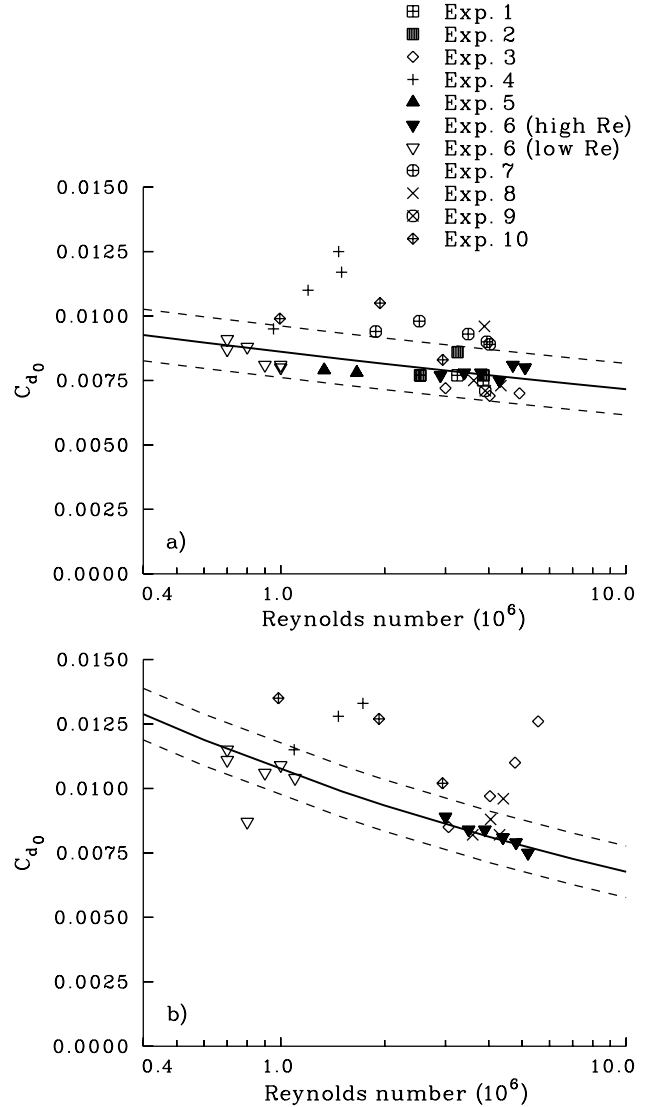 Exp. 1
Exp. 2
Exp. 3
Exp. 4
Exp. 5
Exp. 6 (high Re)
Exp. 6 (low Re)
Exp. 7
Exp. 8
Exp. 9
Exp. 10
0.0150
0.0125
0.0100
0.0075
0.0050
0.0025
0.0000
C_d_0
a)
0.4 1.0 10.0
Reynolds number (10^6)
0.0150
0.0125
0.0100
0.0075
0.0050
0.0025
0.0000
C_d_0
b)
0.4 1.0 10.0
Reynolds number (10^6)